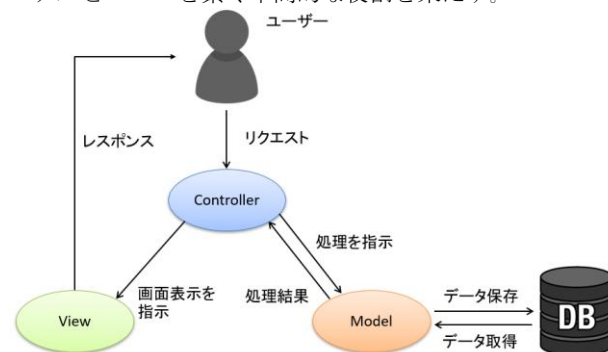 ユーザー
レスポンス
リクエスト
Controller
処理を指示
画面表示を
指示
処理結果
データ保存
View
Model
DB
データ取得